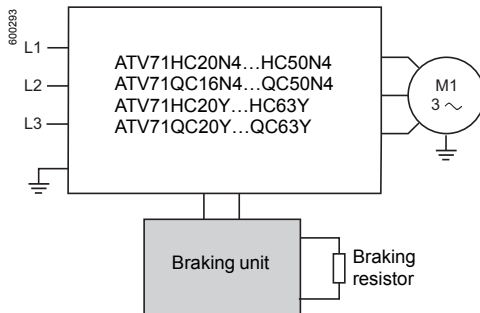 600293
L1
L2
L3
ATV71HC20N4…HC50N4
ATV71QC16N4…QC50N4
ATV71HC20Y…HC63Y
ATV71QC20Y…QC63Y
M1
3 ~
Braking unit
Braking
resistor